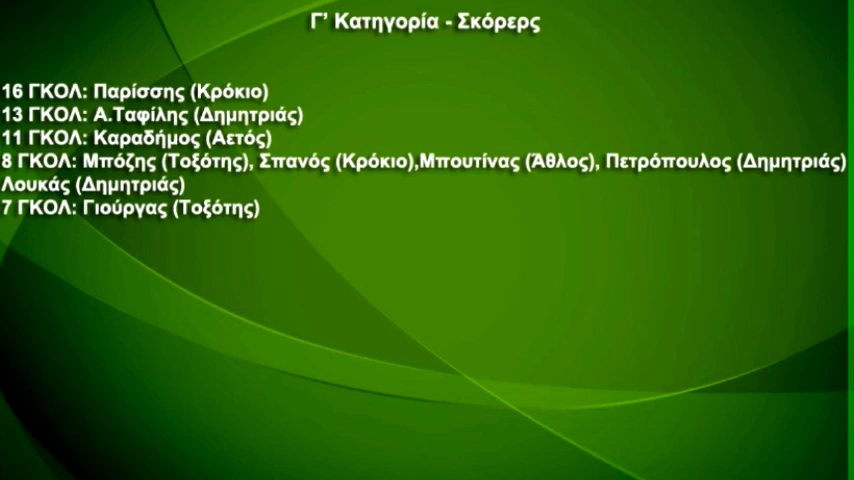 Γ’ Κατηγορία - Σκόρερς
16 ΓΚΟΛ: Παρίσσης (Κρόκιο)
13 ΓΚΟΛ: Α.Ταφίλης (Δημητριάς)
11 ΓΚΟΛ: Καραδήμος (Αετός)
8 ΓΚΟΛ: Μπόζης (Τοξότης), Σπανός (Κρόκιο),Μπουτίνας (Άθλος), Πετρόπουλος (Δημητριάς)
Λουκάς (Δημητριάς)
7 ΓΚΟΛ: Γιούργας (Τοξότης)